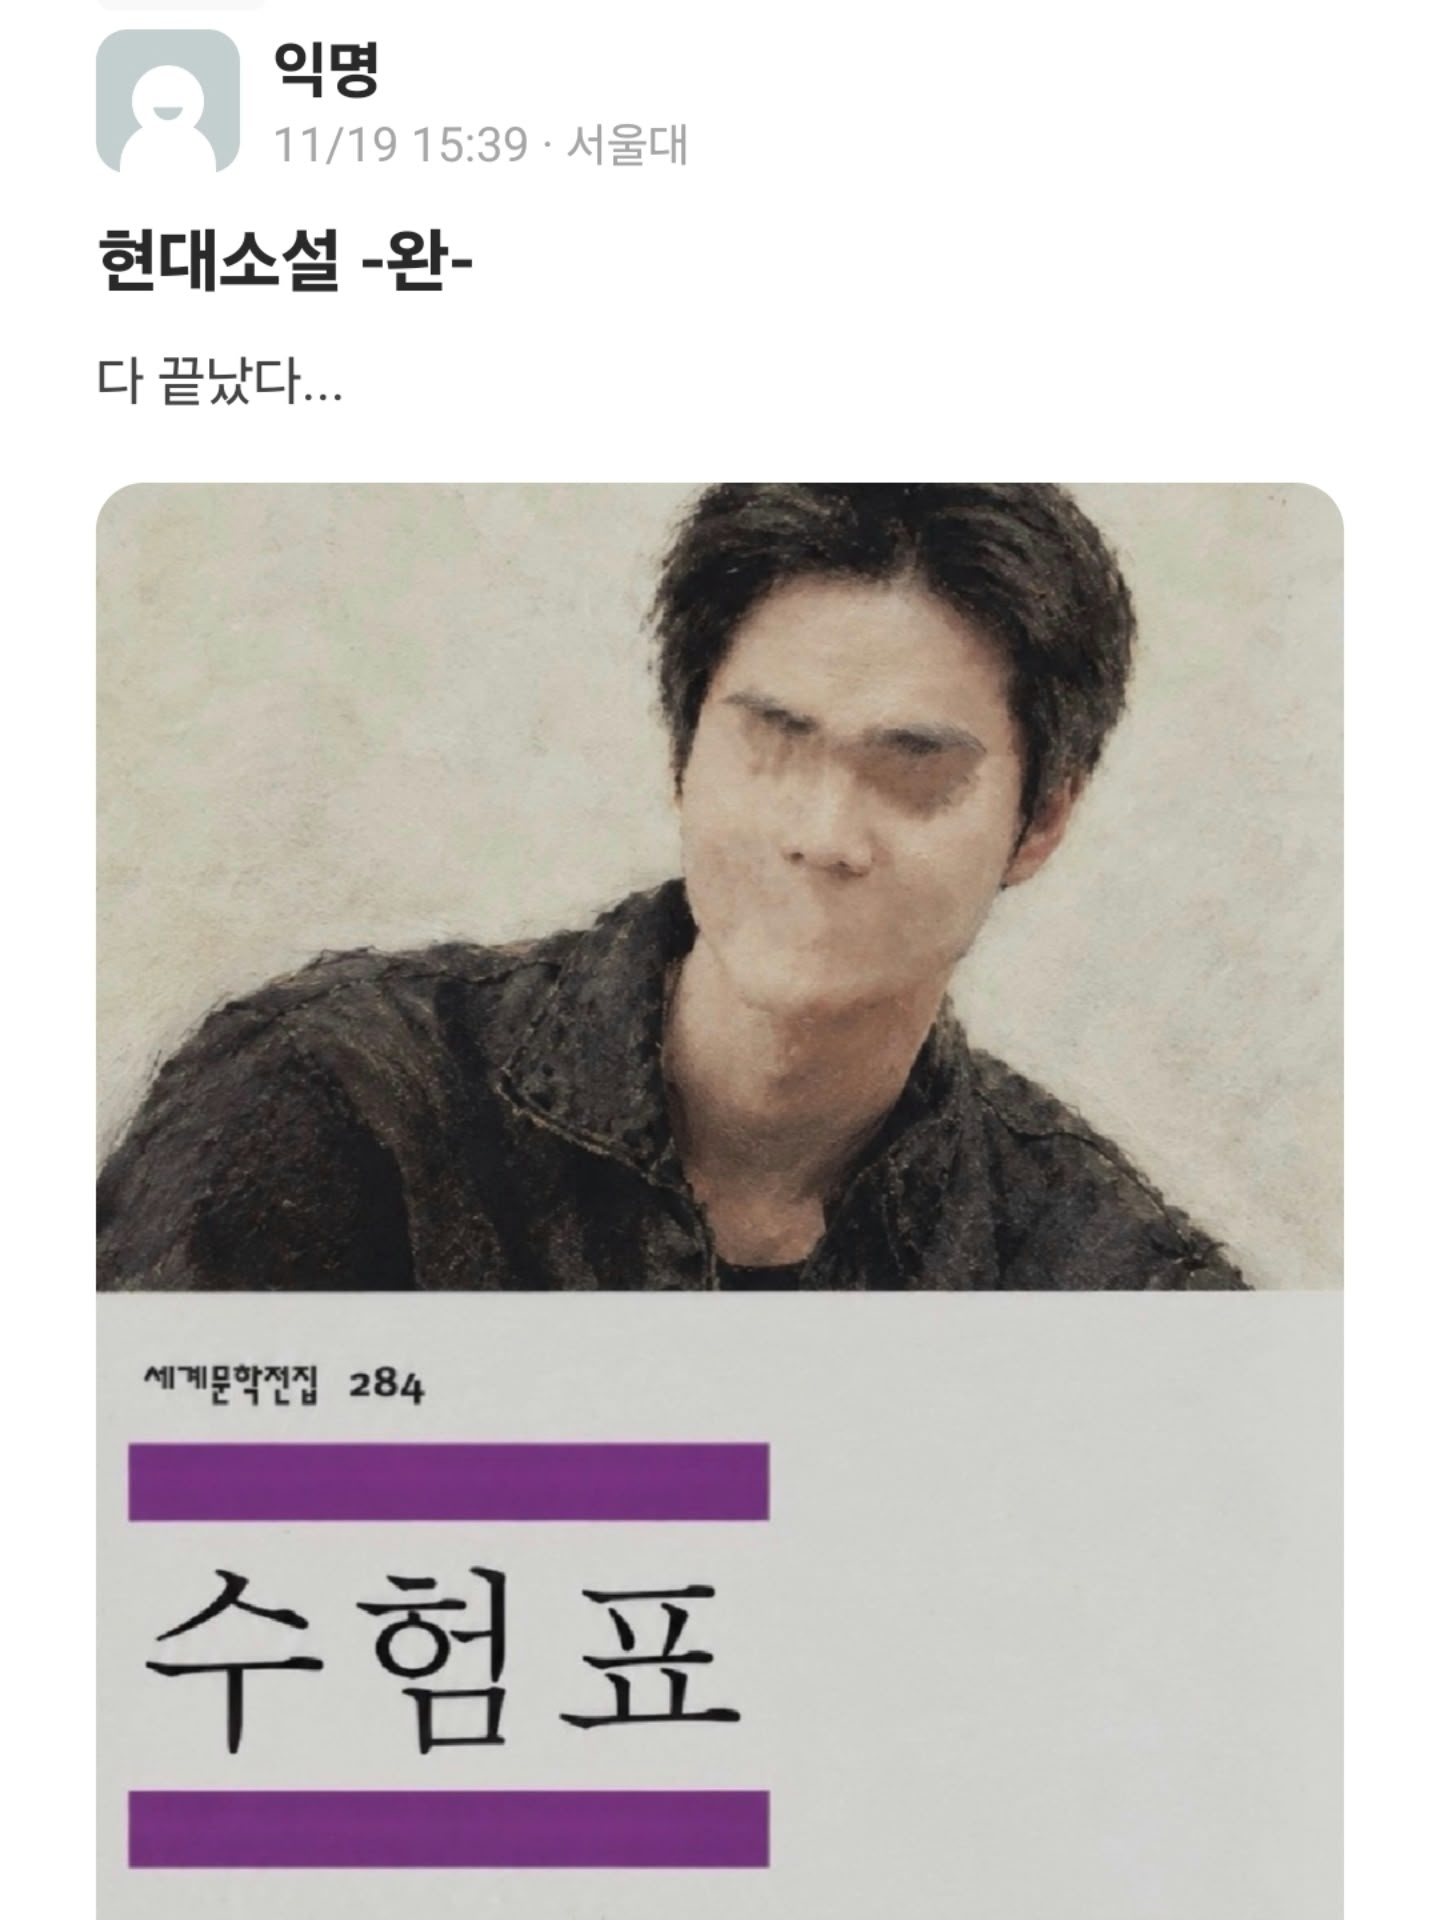 익명
11/19 15:39 · 서울대
현대소설 -완-
다 끝났다...
세계문학전집 284
수험표